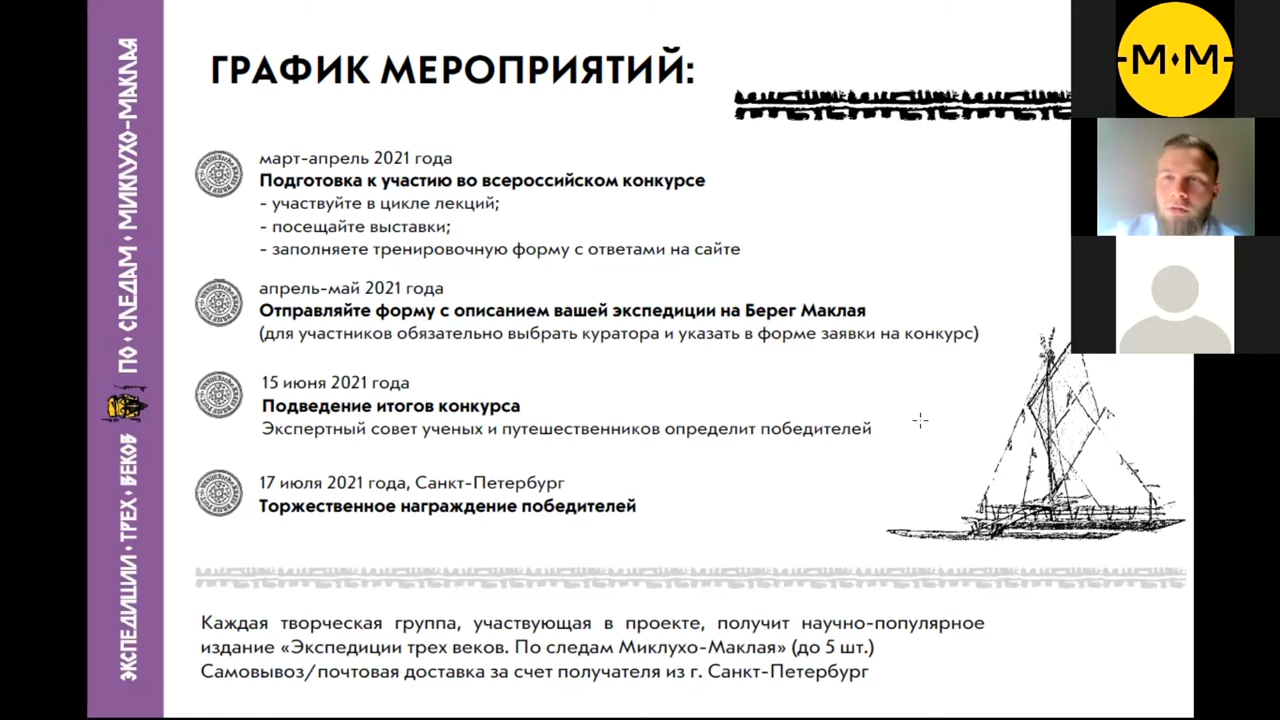 ГРАФИК МЕРОПРИЯТИЙ:
март-апрель 2021 года
Подготовка к участию во всероссийском конкурсе
- участвуйте в цикле лекций;
- посещайте выставки;
- заполняете тренировочную форму с ответами на сайте
апрель-май 2021 года
Отправляйте форму с описанием вашей экспедиции на Берег Маклая
(для участников обязательно выбрать куратора и указать в форме заявки на конкурс)
15 июня 2021 года
Подведение итогов конкурса
Экспертный совет ученых и путешественников определит победителей
17 июля 2021 года, Санкт-Петербург
Торжественное награждение победителей
Каждая творческая группа, участвующая в проекте, получит научно-популярное
издание «Экспедиции трех веков. По следам Миклухо-Маклая» (до 5 шт.)
Самовывоз/почтовая доставка за счет получателя из г. Санкт-Петербург
ЭКСПЕДИЦИИ·ТРЕХ·ВЕКОВ
ПО·СЛЕДАМ·МИКЛУХО-МАКЛАЯ
-М·М-